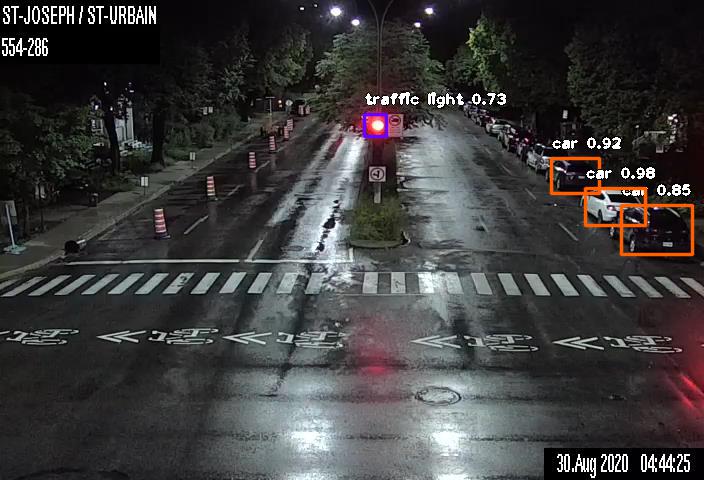 ST-JOSEPH / ST-URBAIN
554-286
traffic light 0.73
car 0.92
car 0.98
car 0.85
30.Aug 2020 04:44:25